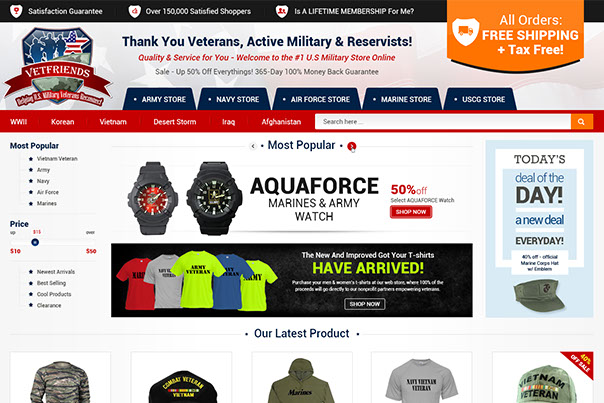 Satisfaction Guarantee
Over 150,000 Satisfied Shoppers
Is A LIFETIME MEMBERSHIP For Me?
All Orders:
FREE SHIPPING
+ Tax Free!
VETFRIENDS
Helping U.S. Military Veterans Reconnect
Thank You Veterans, Active Military & Reservists!
Quality & Service for You - Welcome to the #1 U.S Military Store Online
Sale - Up 50% Off Everythings! 365-Day 100% Money Back Guarantee
ARMY STORE
NAVY STORE
AIR FORCE STORE
MARINE STORE
USCG STORE
WWII
Korean
Vietnam
Desert Storm
Iraq
Afghanistan
Search here ...
Most Popular
Vietnam Veteran
Army
Navy
Air Force
Marines
Price
up
$15
over
$10
$50
Newest Arrivals
Best Selling
Cool Products
Clearance
Most Popular
AQUAFORCE
MARINES & ARMY
WATCH
50%off
Select AQUAFORCE Watch
SHOP NOW
MARINE
NAVY VETERAN
ARMY
VETERAN
The New And Improved Got Your T-shirts
HAVE ARRIVED!
Purchase your men & women's t-shirts at our web store, where 100% of the
proceeds will go directly to our nonprofit partners empowering veterans.
SHOP NOW
TODAY'S
deal of the
DAY!
a new deal
EVERYDAY!
40% off - official
Marine Corps Hat
w/ Emblem
Our Latest Product
COMBAT VETERAN
VIETNAM
Marines
NAVY VIETNAM
VETERAN
40%
OFF SALE
VIETNAM
VETERAN